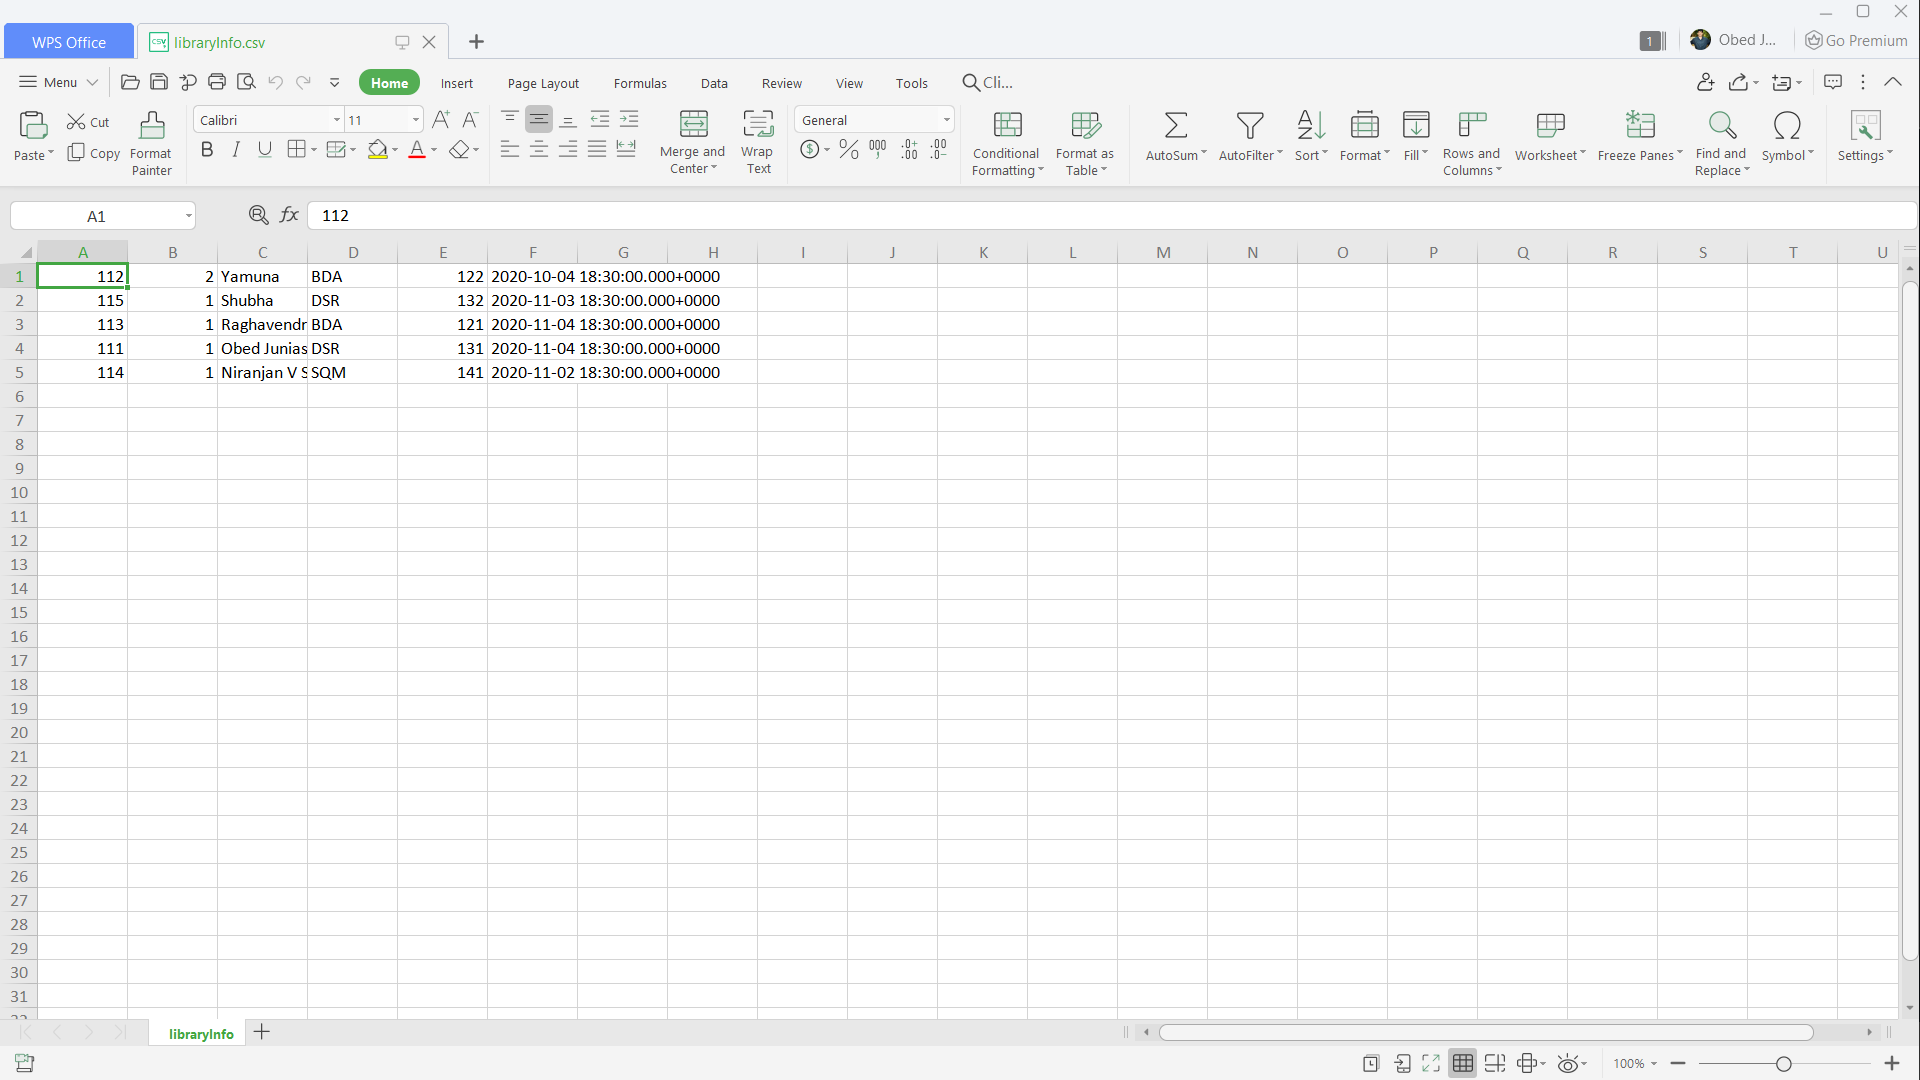 WPS Office libraryInfo.csv 1 Obed J... Go Premium
Menu Home Insert Page Layout Formulas Data Review View Tools Cli...
Paste Cut Copy Format Painter Calibri 11 Merge and Center Wrap Text General Conditional Formatting Format as Table AutoSum AutoFilter Sort Format Fill Rows and Columns Worksheet Freeze Panes Find and Replace Symbol Settings
A1 fx 112
A B C D E F G H I J K L M N O P Q R S T U
1 112 2 Yamuna BDA 122 2020-10-04 18:30:00.000+0000
2 115 1 Shubha DSR 132 2020-11-03 18:30:00.000+0000
3 113 1 Raghavendr BDA 121 2020-11-04 18:30:00.000+0000
4 111 1 Obed Junias DSR 131 2020-11-04 18:30:00.000+0000
5 114 1 Niranjan V S SQM 141 2020-11-02 18:30:00.000+0000
6
7
8
9
10
11
12
13
14
15
16
17
18
19
20
21
22
23
24
25
26
27
28
29
30
31
libraryInfo
100%